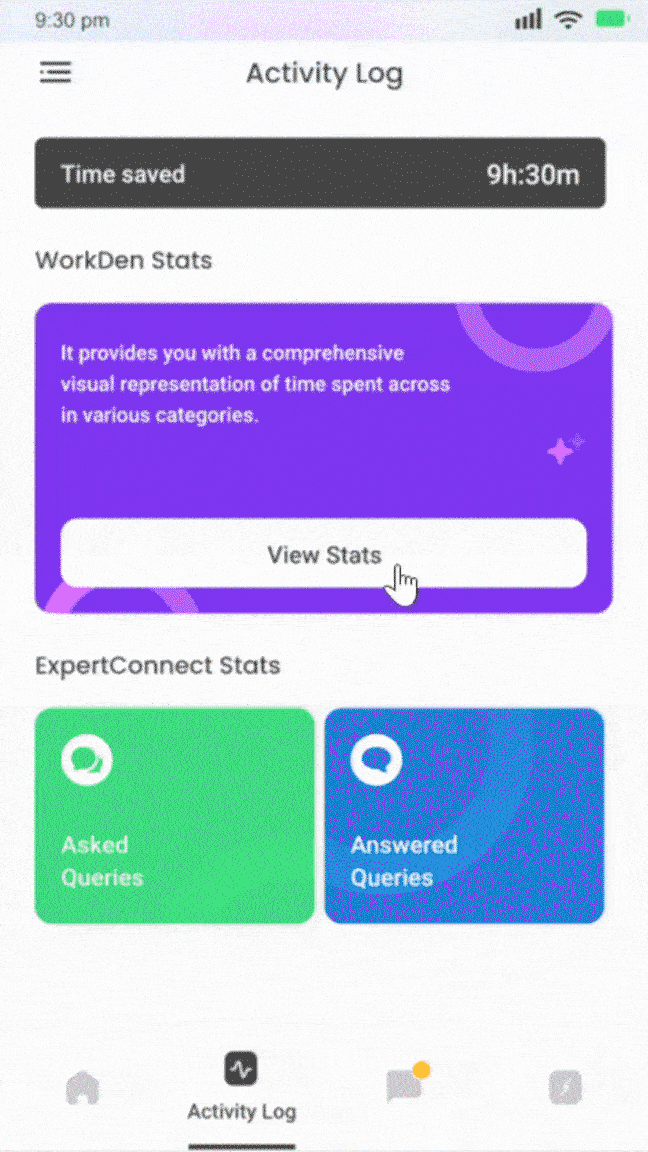 9:30 pm
Activity Log
Time saved
9h:30m
WorkDen Stats
It provides you with a comprehensive
visual representation of time spent across
in various categories.
View Stats
ExpertConnect Stats
Asked
Queries
Answered
Queries
Activity Log